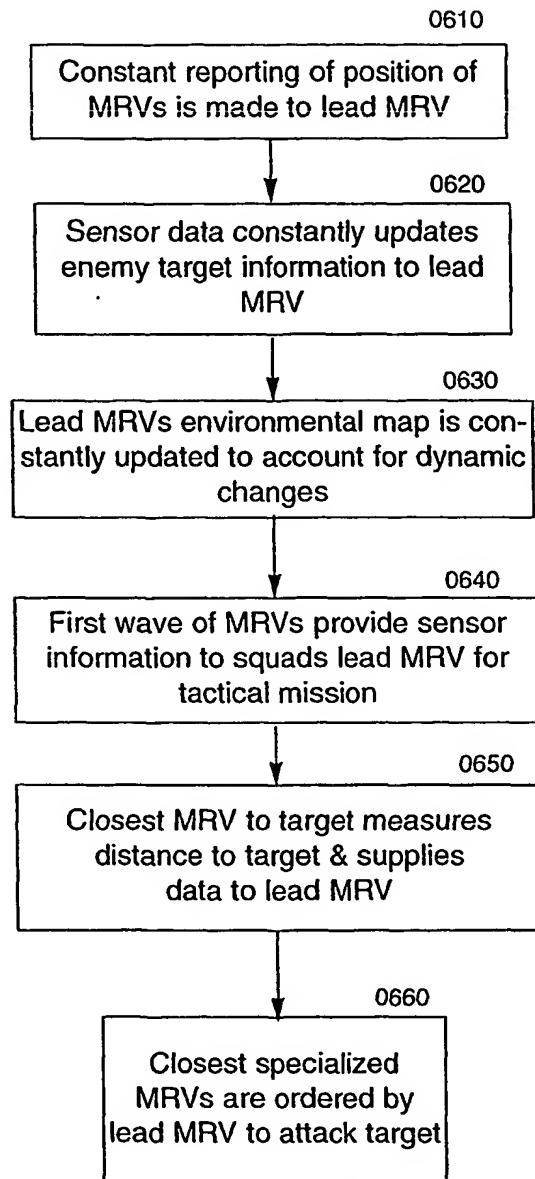 0610
Constant reporting of position of
MRVs is made to lead MRV
0620
Sensor data constantly updates
enemy target information to lead
MRV
0630
Lead MRVs environmental map is con-
stantly updated to account for dynamic
changes
0640
First wave of MRVs provide sensor
information to squads lead MRV for
tactical mission
0650
Closest MRV to target measures
distance to target & supplies
data to lead MRV
0660
Closest specialized
MRVs are ordered by
lead MRV to attack target